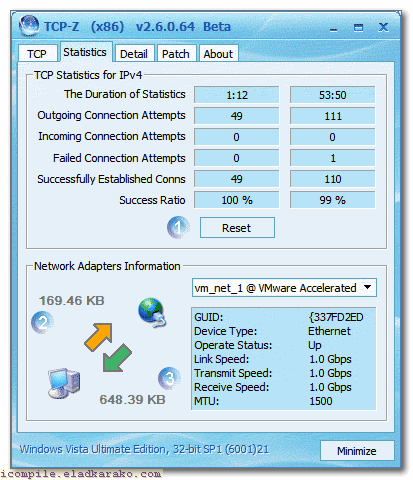 TCP-Z (x86) v2.6.0.64 Beta
TCP Statistics Detail Patch About
TCP Statistics for IPv4
The Duration of Statistics 1:12 53:50
Outgoing Connection Attempts 49 111
Incoming Connection Attempts 0 0
Failed Connection Attempts 0 1
Successfully Established Conns 49 110
Success Ratio 100 % 99 %
1 Reset
Network Adapters Information
vm_net_1 @ VMware Accelerated
169.46 KB
2
3
648.39 KB
GUID: {337FD2ED
Device Type: Ethernet
Operate Status: Up
Link Speed: 1.0 Gbps
Transmit Speed: 1.0 Gbps
Receive Speed: 1.0 Gbps
MTU: 1500
Windows Vista Ultimate Edition, 32-bit SP1 (6001)21
Minimize
icompile.eladkarako.com